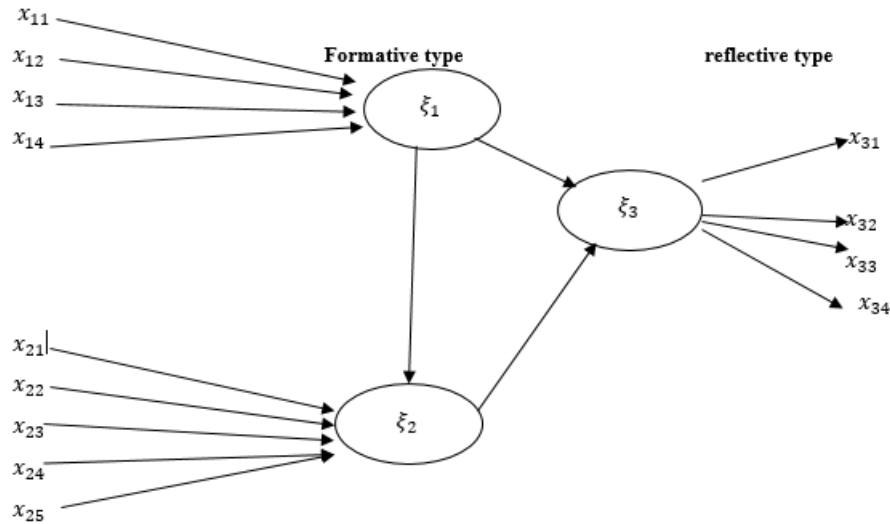 x₁₁
x₁₂
x₁₃
x₁₄
Formative type
reflective type
ξ₁
ξ₃
x₃₁
x₃₂
x₃₃
x₃₄
x₂₁
x₂₂
x₂₃
x₂₄
x₂₅
ξ₂